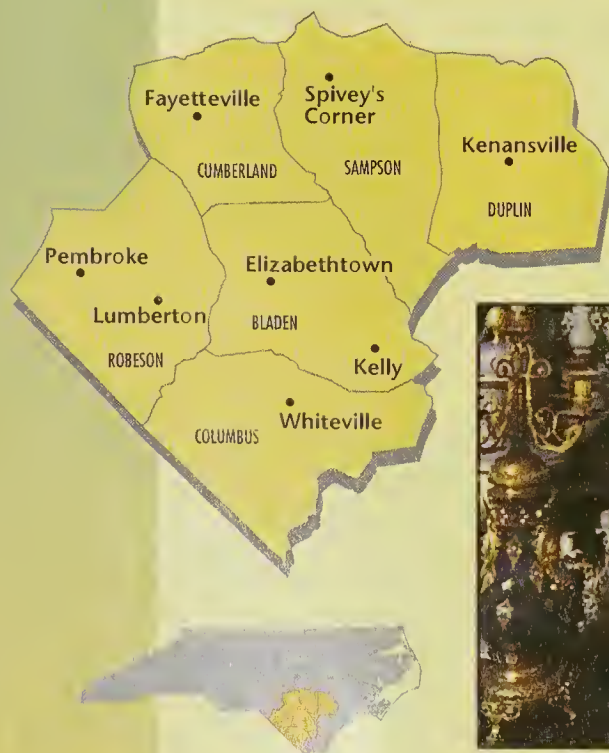 Fayetteville
Spivey's
Corner
Kenansville
CUMBERLAND
SAMPSON
DUPLIN
Pembroke
Elizabethtown
Lumberton
BLADEN
ROBESON
Kelly
Whiteville
COLUMBUS